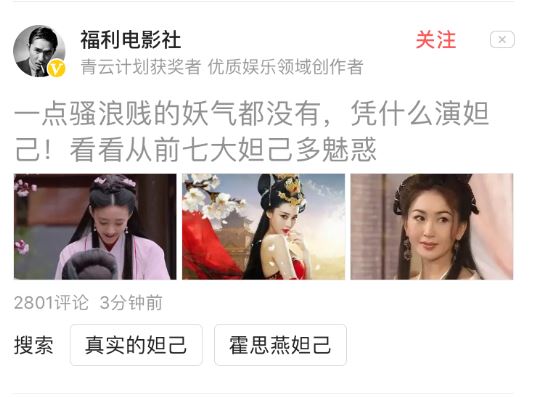 福利电影社
关注
青云计划获奖者 优质娱乐领域创作者
一点骚浪贱的妖气都没有，凭什么演妲
己！看看从前七大妲己多魅惑
2801评论 3分钟前
搜索 真实的妲己 霍思燕妲己